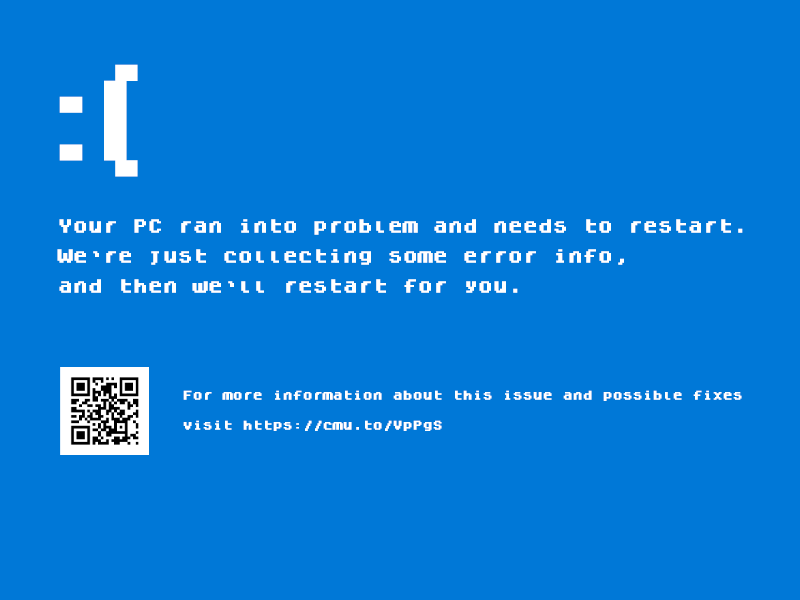 :(
Your PC ran into problem and needs to restart.
We're just collecting some error info,
and then we'll restart for you.
For more information about this issue and possible fixes
visit https://cmu.to/VpPgS